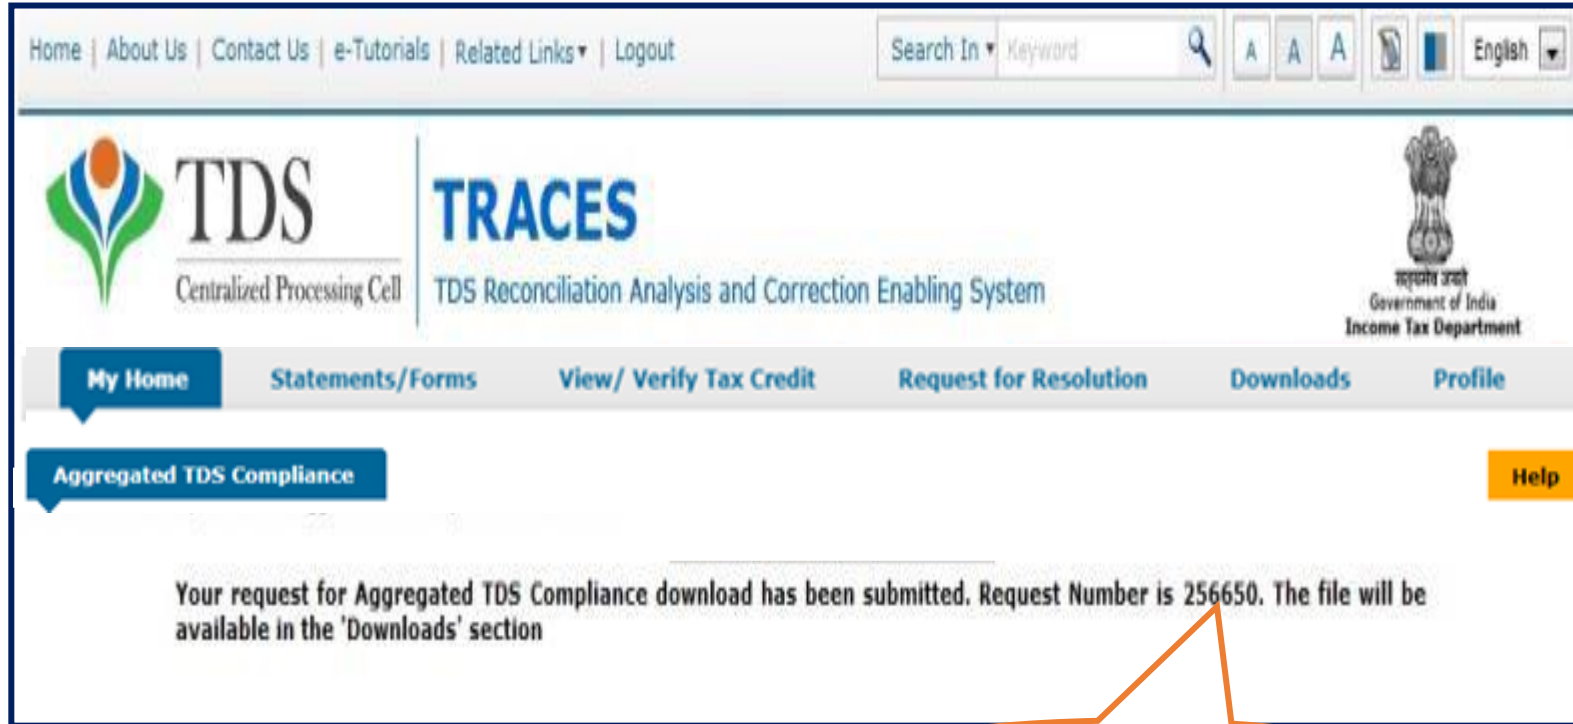 Home | About Us | Contact Us | e-Tutorials | Related Links ▾ | Logout
Search In ▾ Keyword A A A English
TDS
Centralized Processing Cell
TRACES
TDS Reconciliation Analysis and Correction Enabling System
सत्यमेव जयते
Government of India
Income Tax Department
My Home Statements/Forms View/ Verify Tax Credit Request for Resolution Downloads Profile
Aggregated TDS Compliance Help
Your request for Aggregated TDS Compliance download has been submitted. Request Number is 256650. The file will be
available in the 'Downloads' section